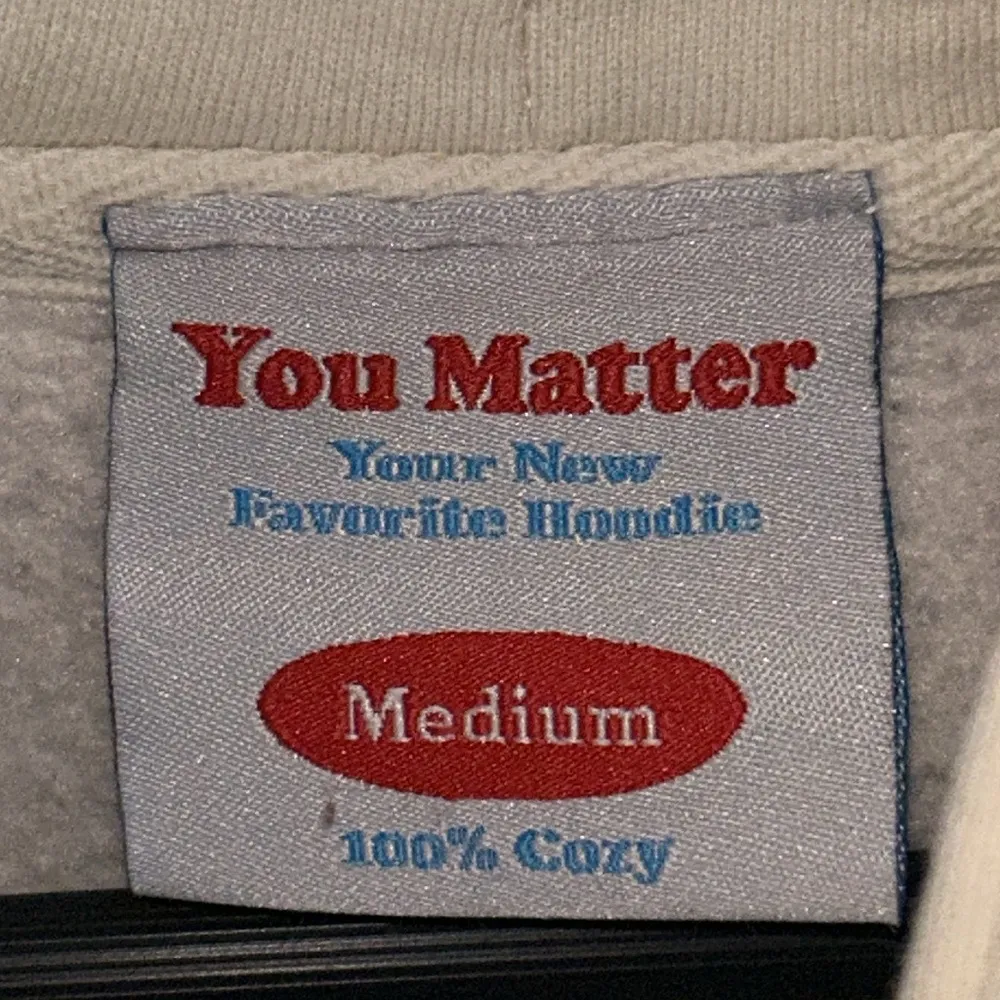 You Matter
Your New
Favorite Hoodie
Medium
100% Cozy